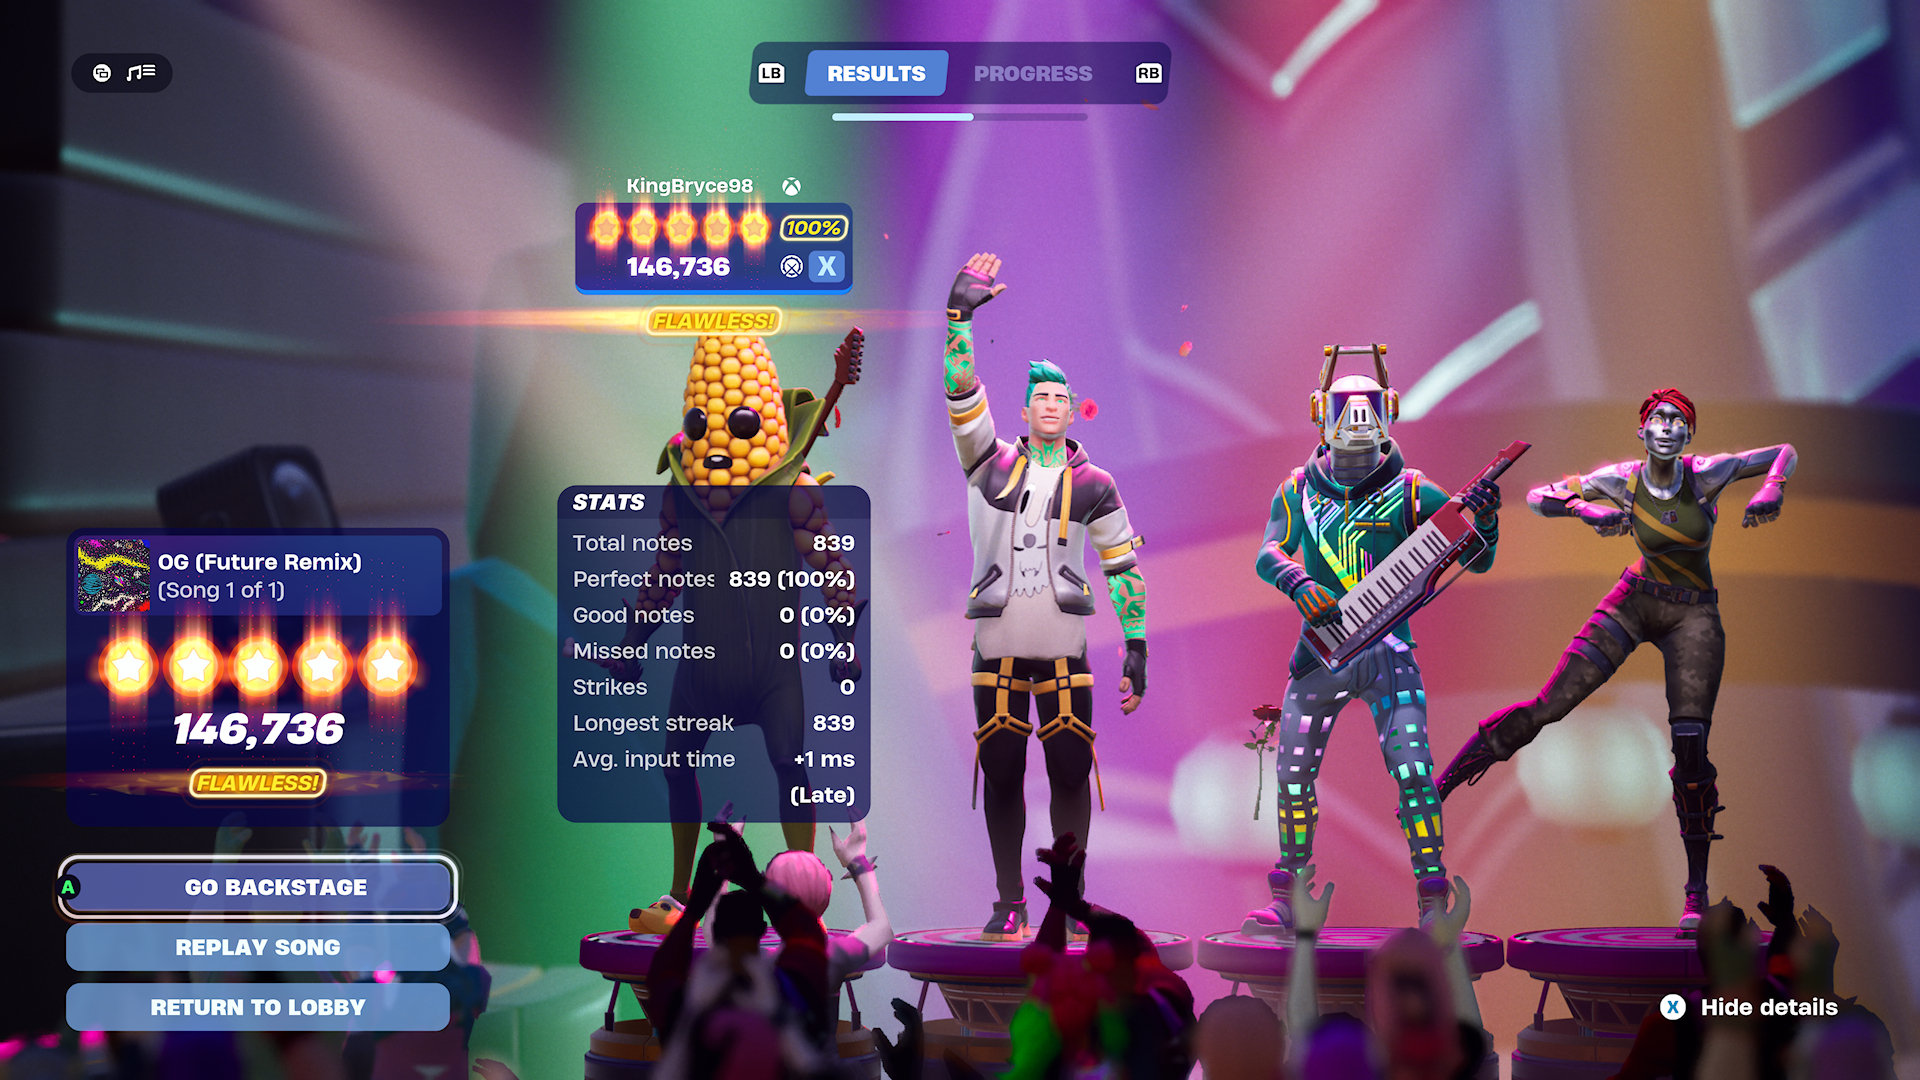 LB
RESULTS
PROGRESS
RB
KingBryce98
100%
146,736
X
FLAWLESS!
STATS
Total notes 839
Perfect notes 839 (100%)
Good notes 0 (0%)
Missed notes 0 (0%)
Strikes 0
Longest streak 839
Avg. input time +1 ms
(Late)
OG (Future Remix)
(Song 1 of 1)
146,736
FLAWLESS!
A GO BACKSTAGE
REPLAY SONG
RETURN TO LOBBY
X Hide details